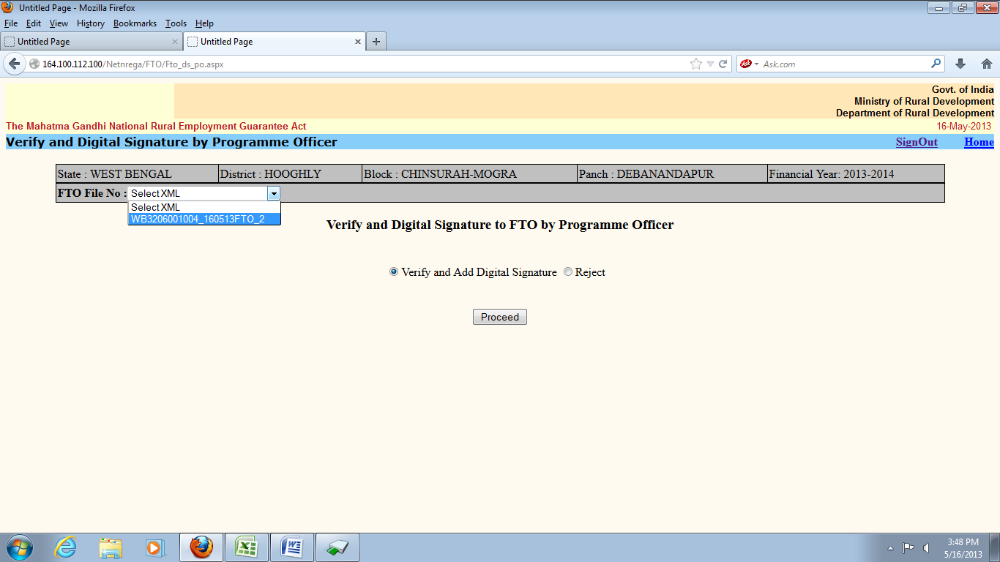 Untitled Page - Mozilla Firefox
File Edit View History Bookmarks Tools Help
Untitled Page Untitled Page
164.100.112.100/Netnrega/FTO/Fto_ds_po.aspx Ask Ask.com
Govt. of India
Ministry of Rural Development
Department of Rural Development
The Mahatma Gandhi National Rural Employment Guarantee Act 16-May-2013
Verify and Digital Signature by Programme Officer SignOut Home
State : WEST BENGAL District : HOOGHLY Block : CHINSURAH-MOGRA Panch : DEBANANDAPUR Financial Year: 2013-2014
FTO File No : Select XML
Select XML
WB3206001004_160513FTO_2
Verify and Digital Signature to FTO by Programme Officer
Verify and Add Digital Signature Reject
Proceed
3:48 PM
5/16/2013